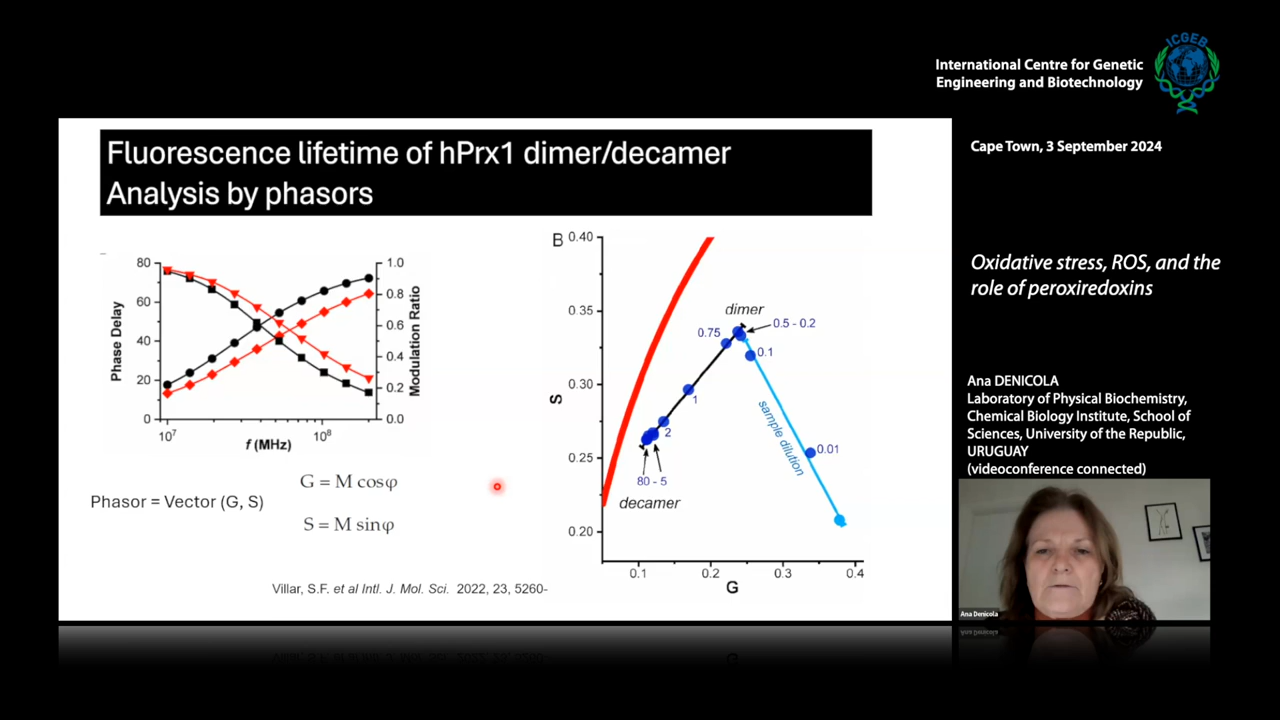 International Centre for Genetic
Engineering and Biotechnology
ICGEB
Cape Town, 3 September 2024
Oxidative stress, ROS, and the
role of peroxiredoxins
Ana DENICOLA
Laboratory of Physical Biochemistry,
Chemical Biology Institute, School of
Sciences, University of the Republic,
URUGUAY
(videoconference connected)
Ana Denicola
Fluorescence lifetime of hPrx1 dimer/decamer
Analysis by phasors
80
60
40
20
0
Phase Delay
1.0
0.8
0.6
0.4
0.2
0.0
Modulation Ratio
10⁷
10⁸
f (MHz)
Phasor = Vector (G, S)
G = M cosφ
S = M sinφ
B
0.40
0.35
0.30
0.25
0.20
S
dimer
0.75
0.5 - 0.2
0.1
1
2
sample dilution
0.01
80 - 5
decamer
0.1
0.2
0.3
0.4
G
Villar, S.F. et al Intl. J. Mol. Sci. 2022, 23, 5260-